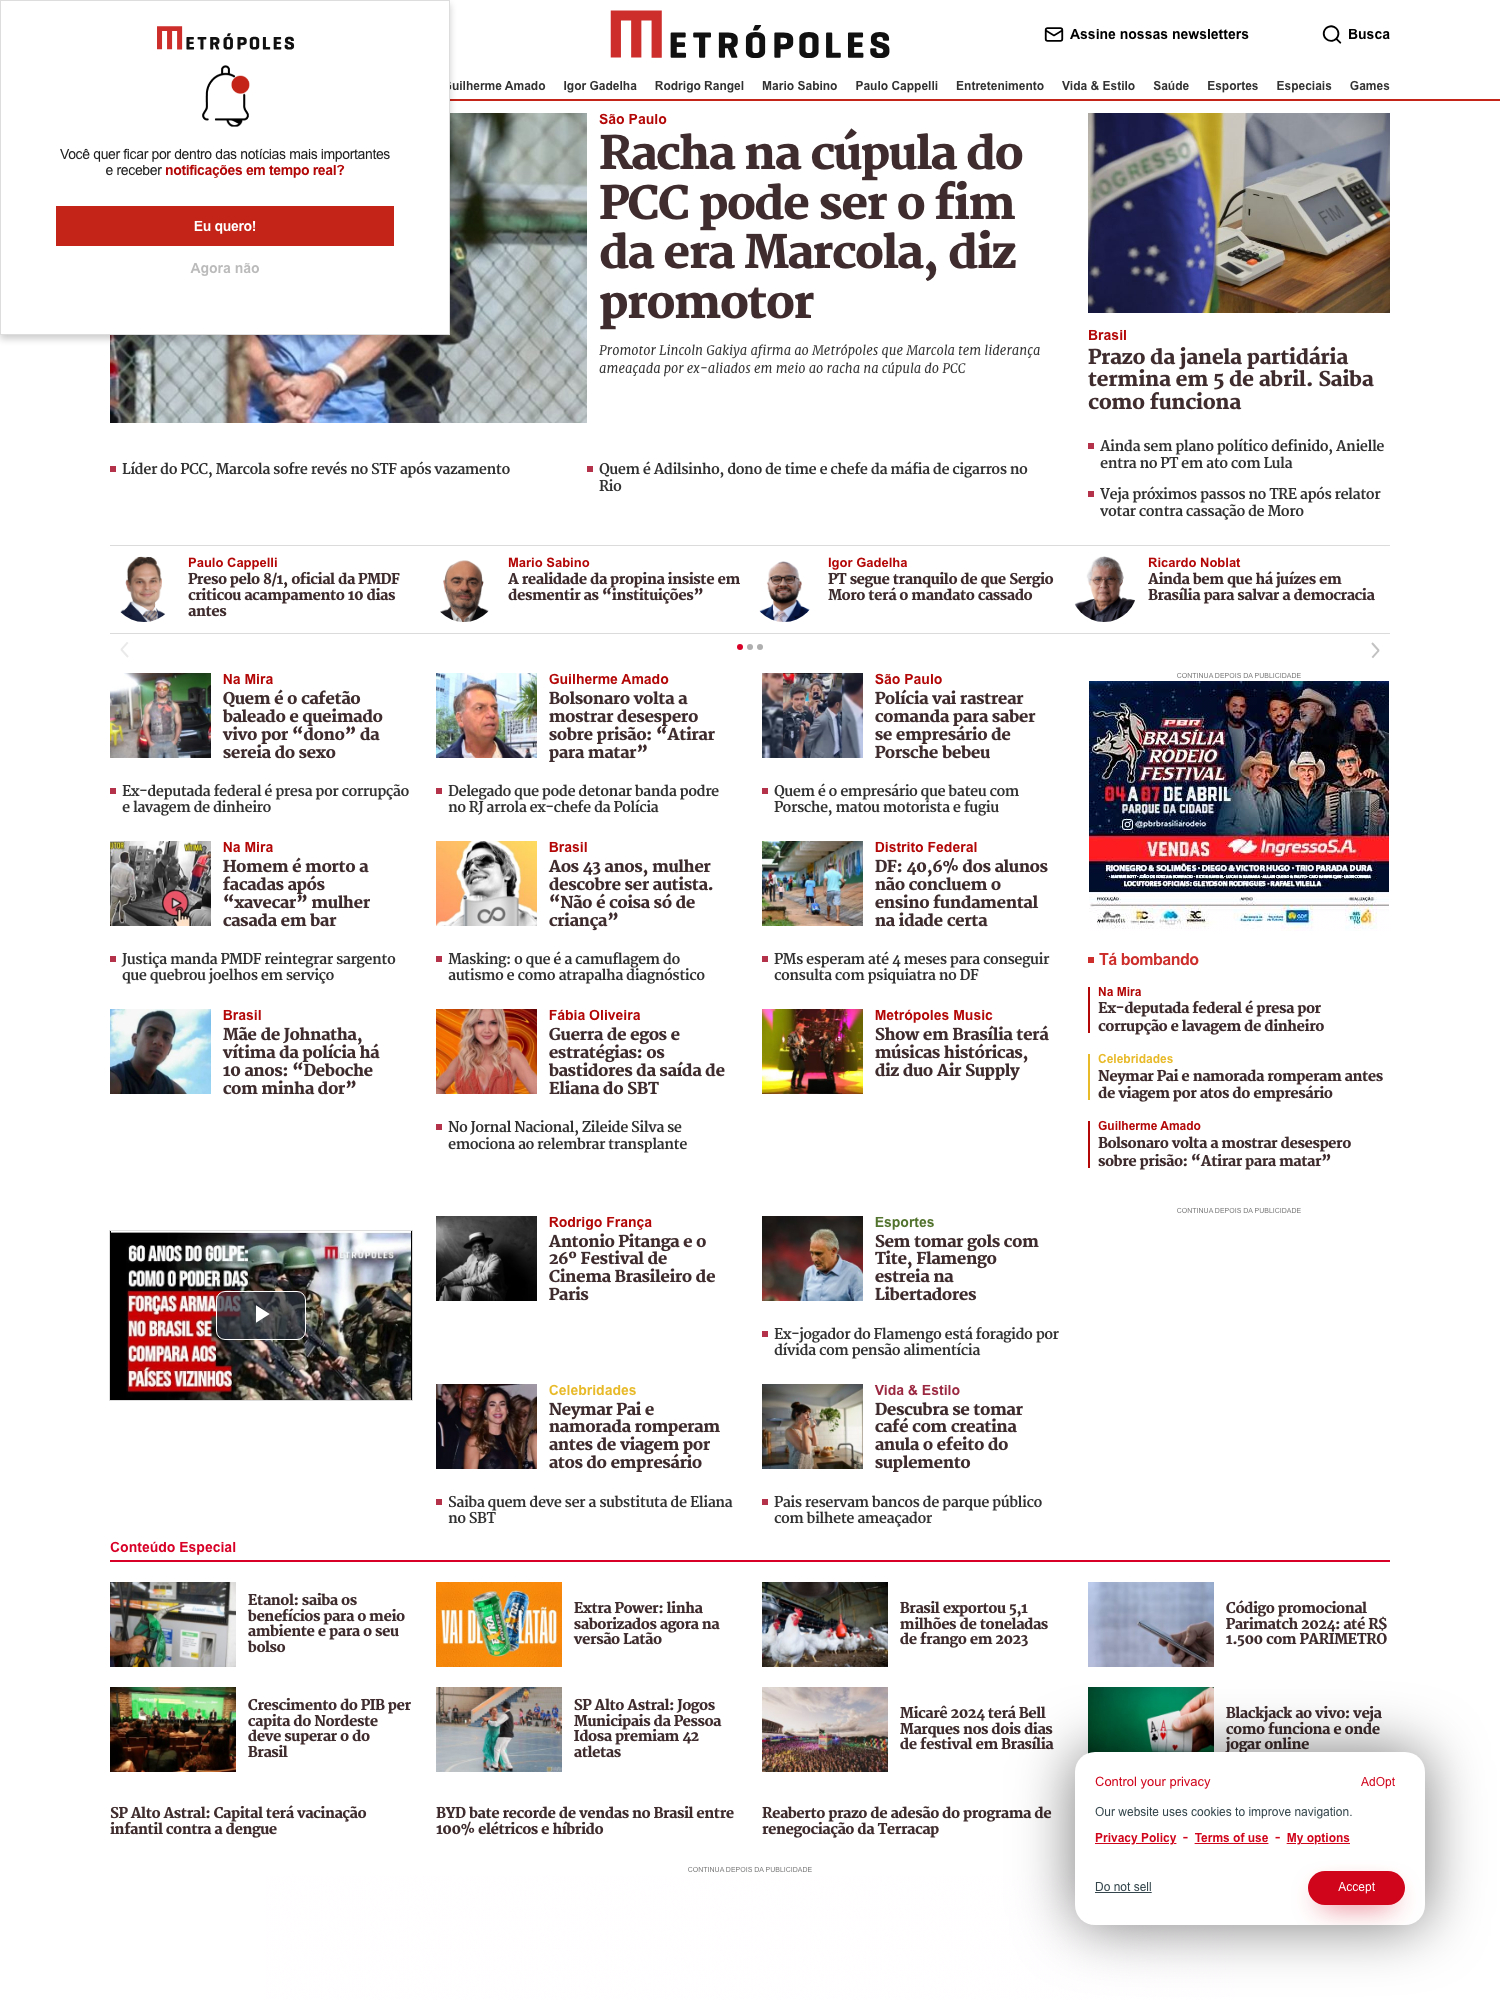 METRÓPOLES
Você quer ficar por dentro das notícias mais importantes
e receber notificações em tempo real?
Eu quero!
Agora não
METRÓPOLES
Assine nossas newsletters
Busca
Guilherme Amado
Igor Gadelha
Rodrigo Rangel
Mario Sabino
Paulo Cappelli
Entretenimento
Vida & Estilo
Saúde
Esportes
Especiais
Games
São Paulo
Racha na cúpula do
PCC pode ser o fim
da era Marcola, diz
promotor
Promotor Lincoln Gakiya afirma ao Metrópoles que Marcola tem liderança
ameaçada por ex-aliados em meio ao racha na cúpula do PCC
Líder do PCC, Marcola sofre revés no STF após vazamento
Quem é Adilsinho, dono de time e chefe da máfia de cigarros no
Rio
OGRESSO
FIM
Brasil
Prazo da janela partidária
termina em 5 de abril. Saiba
como funciona
Ainda sem plano político definido, Anielle
entra no PT em ato com Lula
Veja próximos passos no TRE após relator
votar contra cassação de Moro
Paulo Cappelli
Preso pelo 8/1, oficial da PMDF
criticou acampamento 10 dias
antes
Mario Sabino
A realidade da propina insiste em
desmentir as “instituições”
Igor Gadelha
PT segue tranquilo de que Sergio
Moro terá o mandato cassado
Ricardo Noblat
Ainda bem que há juízes em
Brasília para salvar a democracia
Na Mira
Quem é o cafetão
baleado e queimado
vivo por “dono” da
sereia do sexo
Ex-deputada federal é presa por corrupção
e lavagem de dinheiro
Guilherme Amado
Bolsonaro volta a
mostrar desespero
sobre prisão: “Atirar
para matar”
Delegado que pode detonar banda podre
no RJ arrola ex-chefe da Polícia
São Paulo
Polícia vai rastrear
comanda para saber
se empresário de
Porsche bebeu
Quem é o empresário que bateu com
Porsche, matou motorista e fugiu
Na Mira
Homem é morto a
facadas após
“xavecar” mulher
casada em bar
Justiça manda PMDF reintegrar sargento
que quebrou joelhos em serviço
Brasil
Aos 43 anos, mulher
descobre ser autista.
“Não é coisa só de
criança”
Masking: o que é a camuflagem do
autismo e como atrapalha diagnóstico
Distrito Federal
DF: 40,6% dos alunos
não concluem o
ensino fundamental
na idade certa
PMs esperam até 4 meses para conseguir
consulta com psiquiatra no DF
Brasil
Mãe de Johnatha,
vítima da polícia há
10 anos: “Deboche
com minha dor”
Fábia Oliveira
Guerra de egos e
estratégias: os
bastidores da saída de
Eliana do SBT
No Jornal Nacional, Zileide Silva se
emociona ao relembrar transplante
Metrópoles Music
Show em Brasília terá
músicas históricas,
diz duo Air Supply
CONTINUA DEPOIS DA PUBLICIDADE
PBR
BRASÍLIA
RODEIO
FESTIVAL
04 A 07 DE ABRIL
PARQUE DA CIDADE
@pbrbrasiliarodeio
VENDAS
IngressoS.A.
RIONEGRO & SOLIMÕES • DIEGO & VICTOR HUGO • TRIO PARADA DURA
LOCUTORES OFICIAIS: GLEYDSON RODRIGUES • RAFAEL VILELLA
PRODUÇÃO
APOIO
REALIZAÇÃO
Tá bombando
Na Mira
Ex-deputada federal é presa por
corrupção e lavagem de dinheiro
Celebridades
Neymar Pai e namorada romperam antes
de viagem por atos do empresário
Guilherme Amado
Bolsonaro volta a mostrar desespero
sobre prisão: “Atirar para matar”
CONTINUA DEPOIS DA PUBLICIDADE
METRÓPOLES
60 ANOS DO GOLPE:
COMO O PODER DAS
FORÇAS ARMADAS
NO BRASIL SE
COMPARA AOS
PAÍSES VIZINHOS
Rodrigo França
Antonio Pitanga e o
26º Festival de
Cinema Brasileiro de
Paris
Esportes
Sem tomar gols com
Tite, Flamengo
estreia na
Libertadores
Ex-jogador do Flamengo está foragido por
dívida com pensão alimentícia
Celebridades
Neymar Pai e
namorada romperam
antes de viagem por
atos do empresário
Saiba quem deve ser a substituta de Eliana
no SBT
Vida & Estilo
Descubra se tomar
café com creatina
anula o efeito do
suplemento
Pais reservam bancos de parque público
com bilhete ameaçador
Conteúdo Especial
Etanol: saiba os
benefícios para o meio
ambiente e para o seu
bolso
VAI DE LATÃO
Extra Power: linha
saborizados agora na
versão Latão
Brasil exportou 5,1
milhões de toneladas
de frango em 2023
Código promocional
Parimatch 2024: até R$
1.500 com PARIMETRO
Crescimento do PIB per
capita do Nordeste
deve superar o do
Brasil
SP Alto Astral: Jogos
Municipais da Pessoa
Idosa premiam 42
atletas
Micarê 2024 terá Bell
Marques nos dois dias
de festival em Brasília
Blackjack ao vivo: veja
como funciona e onde
jogar online
SP Alto Astral: Capital terá vacinação
infantil contra a dengue
BYD bate recorde de vendas no Brasil entre
100% elétricos e híbrido
Reaberto prazo de adesão do programa de
renegociação da Terracap
CONTINUA DEPOIS DA PUBLICIDADE
Control your privacy
AdOpt
Our website uses cookies to improve navigation.
Privacy Policy - Terms of use - My options
Do not sell
Accept